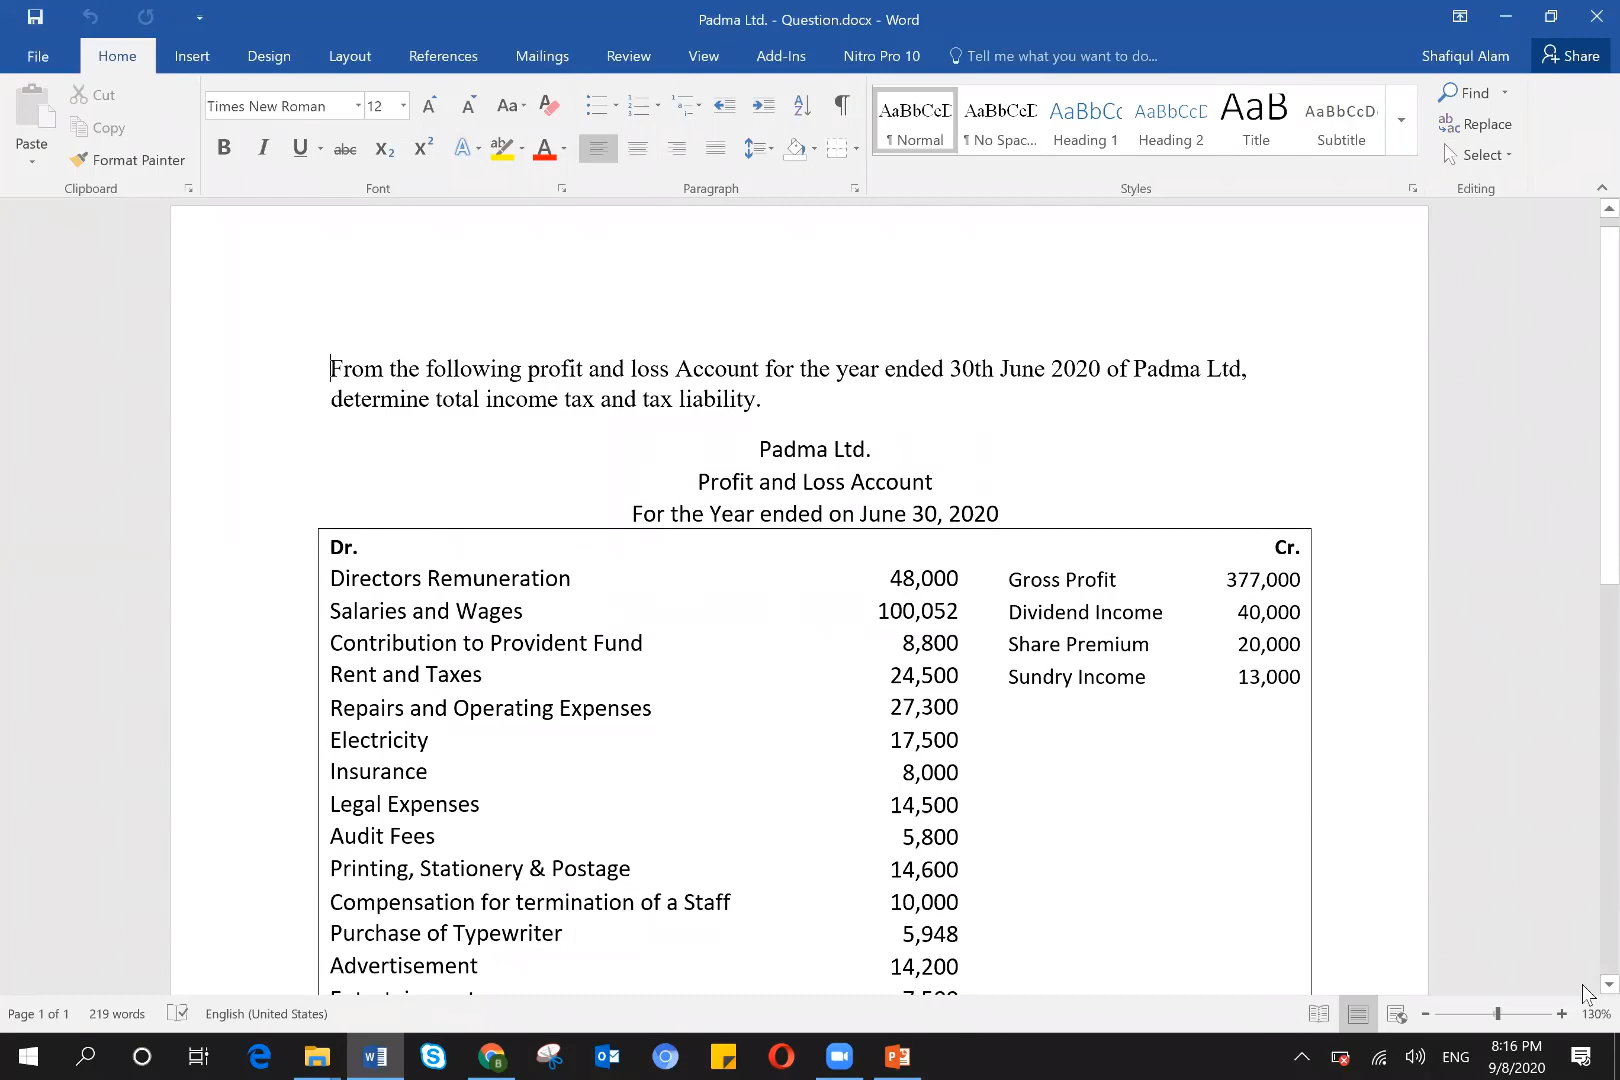 Padma Ltd. - Question.docx - Word
File Home Insert Design Layout References Mailings Review View Add-Ins Nitro Pro 10 Tell me what you want to do... Shafiqul Alam Share
Paste
Cut
Copy
Format Painter
Clipboard
Times New Roman 12
Font
Paragraph
AaBbCcD AaBbCcD AaBbCc AaBbCcD AaB AaBbCcD
¶ Normal ¶ No Spac... Heading 1 Heading 2 Title Subtitle
Styles
Find
Replace
Select
Editing
From the following profit and loss Account for the year ended 30th June 2020 of Padma Ltd,
determine total income tax and tax liability.
Padma Ltd.
Profit and Loss Account
For the Year ended on June 30, 2020
Dr. Cr.
Directors Remuneration 48,000 Gross Profit 377,000
Salaries and Wages 100,052 Dividend Income 40,000
Contribution to Provident Fund 8,800 Share Premium 20,000
Rent and Taxes 24,500 Sundry Income 13,000
Repairs and Operating Expenses 27,300
Electricity 17,500
Insurance 8,000
Legal Expenses 14,500
Audit Fees 5,800
Printing, Stationery & Postage 14,600
Compensation for termination of a Staff 10,000
Purchase of Typewriter 5,948
Advertisement 14,200
Page 1 of 1 219 words English (United States) 130%
ENG 8:16 PM
9/8/2020